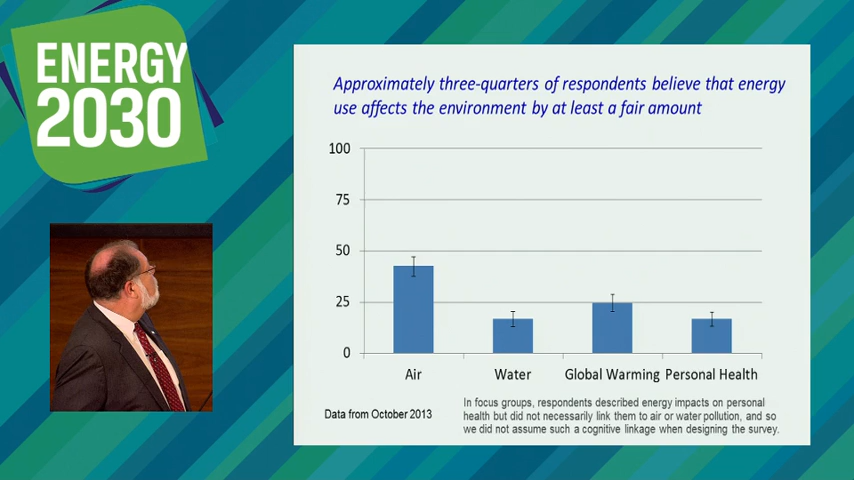 ENERGY
2030
Approximately three-quarters of respondents believe that energy
use affects the environment by at least a fair amount
100
75
50
25
0
Air Water Global Warming Personal Health
Data from October 2013
In focus groups, respondents described energy impacts on personal
health but did not necessarily link them to air or water pollution, and so
we did not assume such a cognitive linkage when designing the survey.